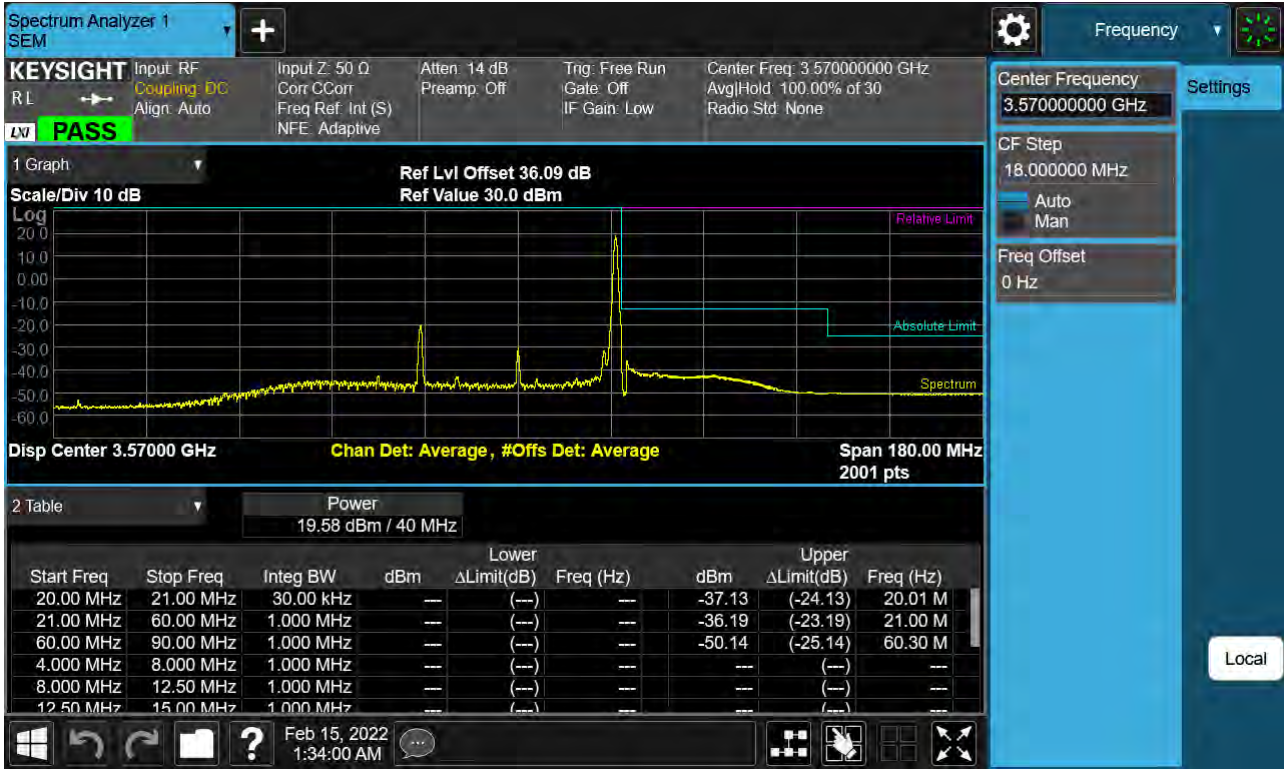 Spectrum Analyzer 1
SEM
Frequency
KEYSIGHT
R L
LXI
PASS
Input: RF
Coupling: DC
Align: Auto
Input Z: 50 Ω
Corr CCorr
Freq Ref: Int (S)
NFE: Adaptive
Atten: 14 dB
Preamp: Off
Trig: Free Run
Gate: Off
IF Gain: Low
Center Freq: 3.570000000 GHz
Avg|Hold: 100.00% of 30
Radio Std: None
Center Frequency
3.570000000 GHz
Settings
CF Step
18.000000 MHz
Auto
Man
Freq Offset
0 Hz
Local
1 Graph
Scale/Div 10 dB
Ref Lvl Offset 36.09 dB
Ref Value 30.0 dBm
Log
20.0
10.0
0.00
-10.0
-20.0
-30.0
-40.0
-50.0
-60.0
Relative Limit
Absolute Limit
Spectrum
Disp Center 3.57000 GHz
Chan Det: Average, #Offs Det: Average
Span 180.00 MHz
2001 pts
2 Table
Power
19.58 dBm / 40 MHz
Lower Upper
Start Freq Stop Freq Integ BW dBm ΔLimit(dB) Freq (Hz) dBm ΔLimit(dB) Freq (Hz)
20.00 MHz 21.00 MHz 30.00 kHz --- (---) --- -37.13 (-24.13) 20.01 M
21.00 MHz 60.00 MHz 1.000 MHz --- (---) --- -36.19 (-23.19) 21.00 M
60.00 MHz 90.00 MHz 1.000 MHz --- (---) --- -50.14 (-25.14) 60.30 M
4.000 MHz 8.000 MHz 1.000 MHz --- (---) --- --- (---) ---
8.000 MHz 12.50 MHz 1.000 MHz --- (---) --- --- (---) ---
12.50 MHz 15.00 MHz 1.000 MHz --- (---) --- --- (---) ---
?
Feb 15, 2022
1:34:00 AM